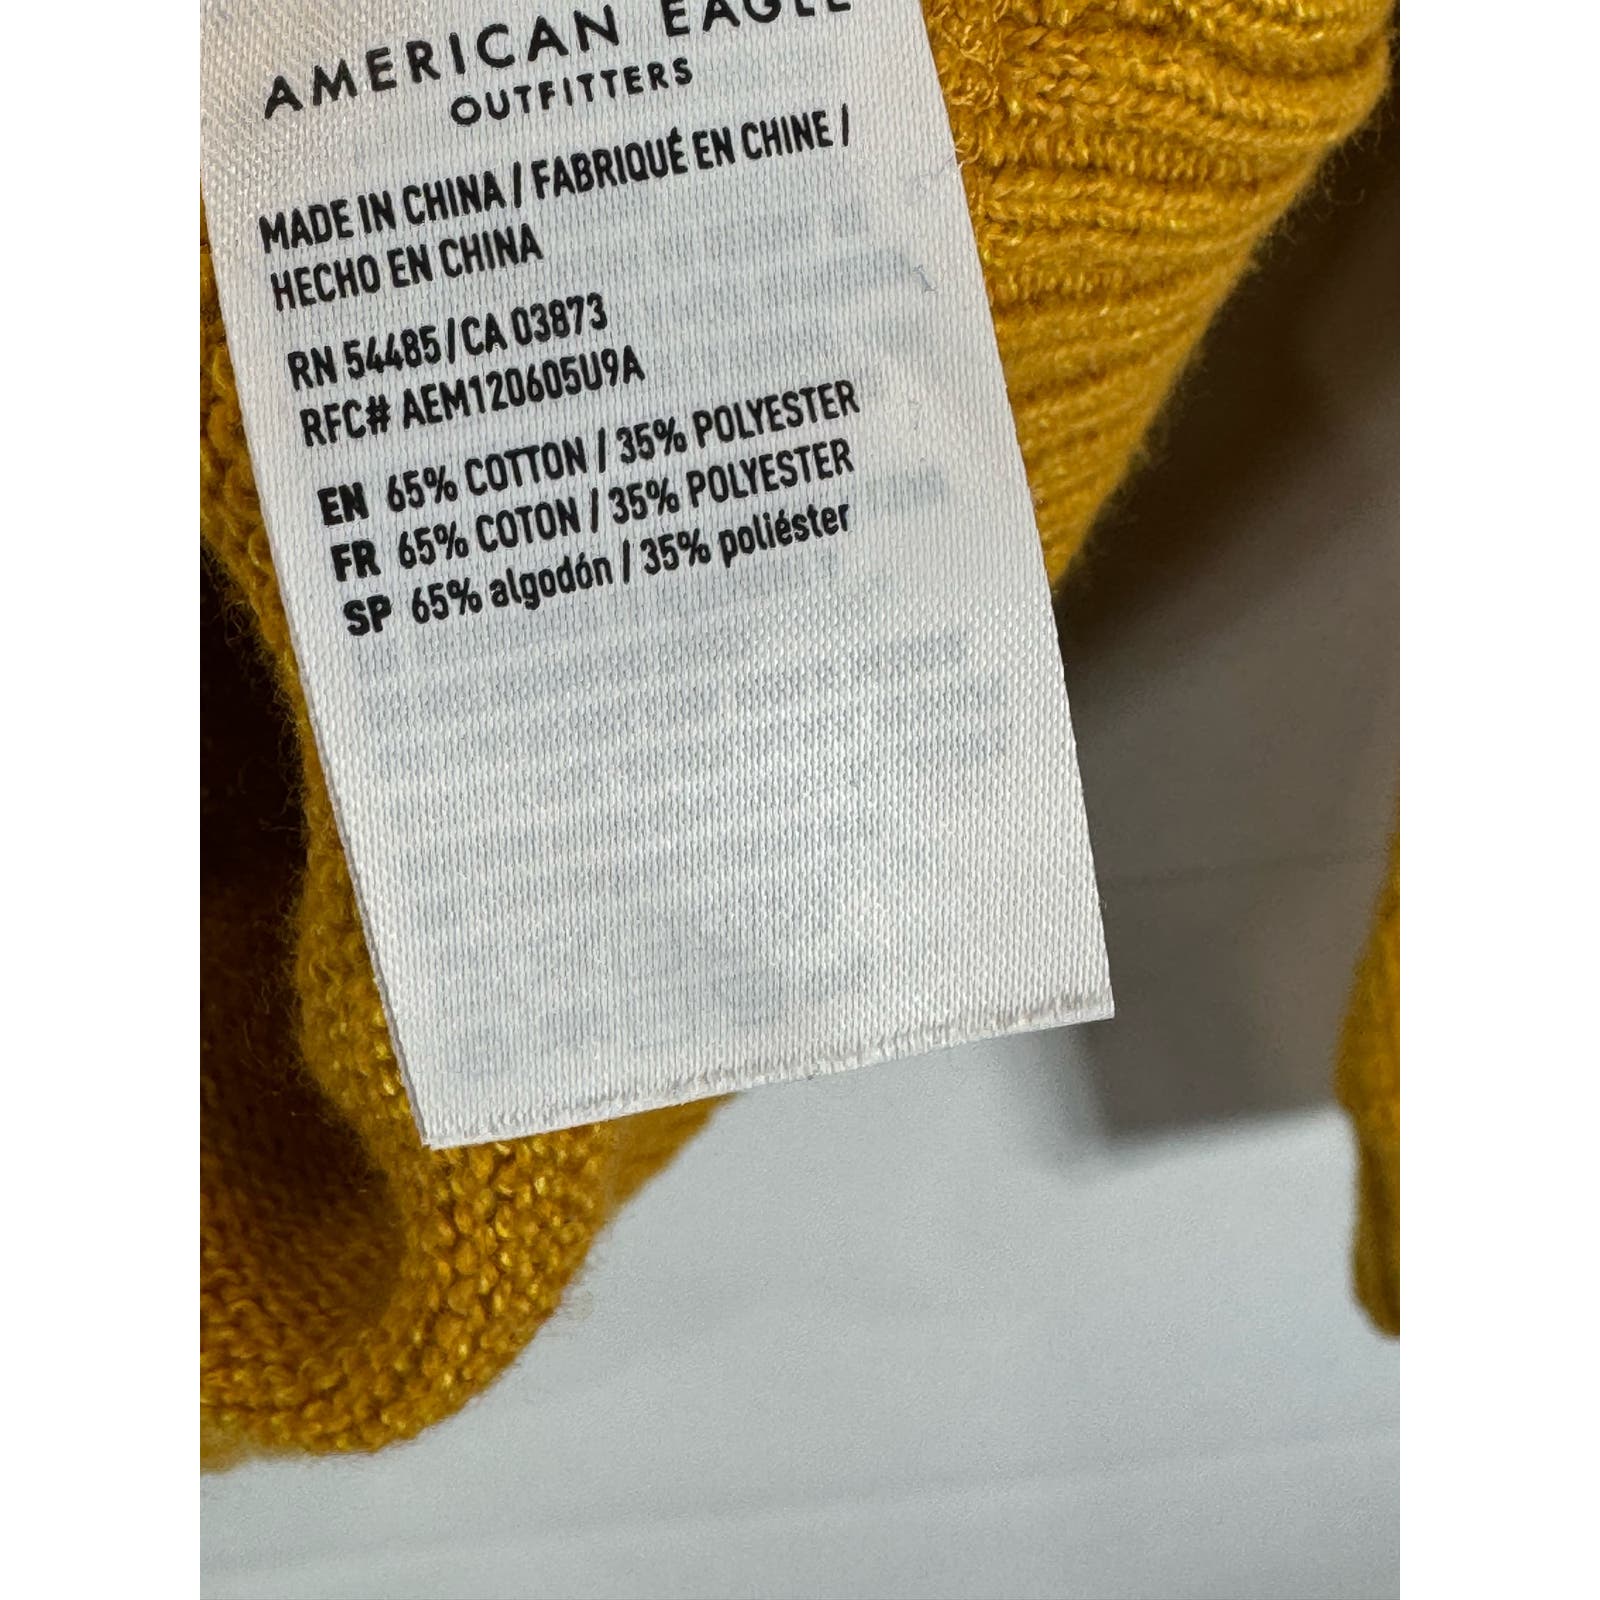 AMERICAN EAGLE
OUTFITTERS
MADE IN CHINA / FABRIQUÉ EN CHINE /
HECHO EN CHINA
RN 54485/CA 03873
RFC# AEM120605U9A
EN 65% COTTON / 35% POLYESTER
FR 65% COTON / 35% POLYESTER
SP 65% algodón / 35% poliéster